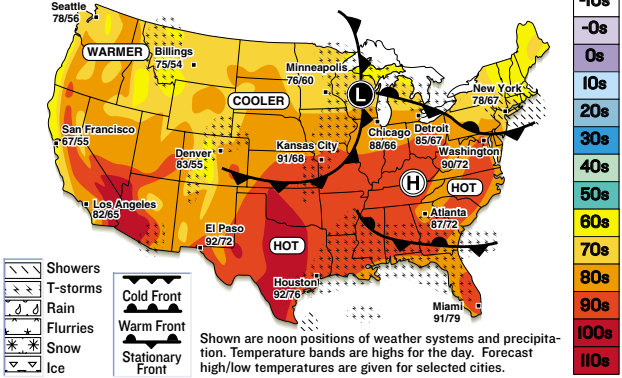 Seattle
78/56
WARMER
Billings
75/54
Minneapolis
76/60
COOLER
L
New York
78/67
San Francisco
67/55
Denver
83/55
Kansas City
91/68
Chicago
88/66
Detroit
85/67
Washington
90/72
H
HOT
Los Angeles
82/65
El Paso
92/72
Atlanta
87/72
HOT
Houston
92/76
Miami
91/79
Showers
T-storms
Rain
Flurries
Snow
Ice
Cold Front
Warm Front
Stationary
Front
Shown are noon positions of weather systems and precipita-
tion. Temperature bands are highs for the day. Forecast
high/low temperatures are given for selected cities.
-10s
-0s
0s
10s
20s
30s
40s
50s
60s
70s
80s
90s
100s
110s